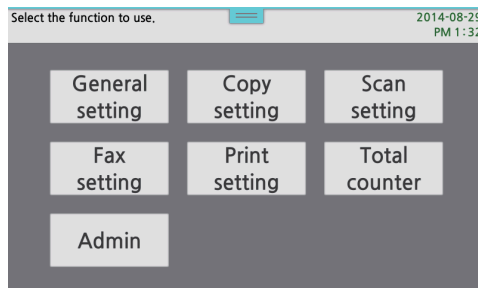 Select the function to use.
2014-08-29
PM 1:32
General setting
Copy setting
Scan setting
Fax setting
Print setting
Total counter
Admin